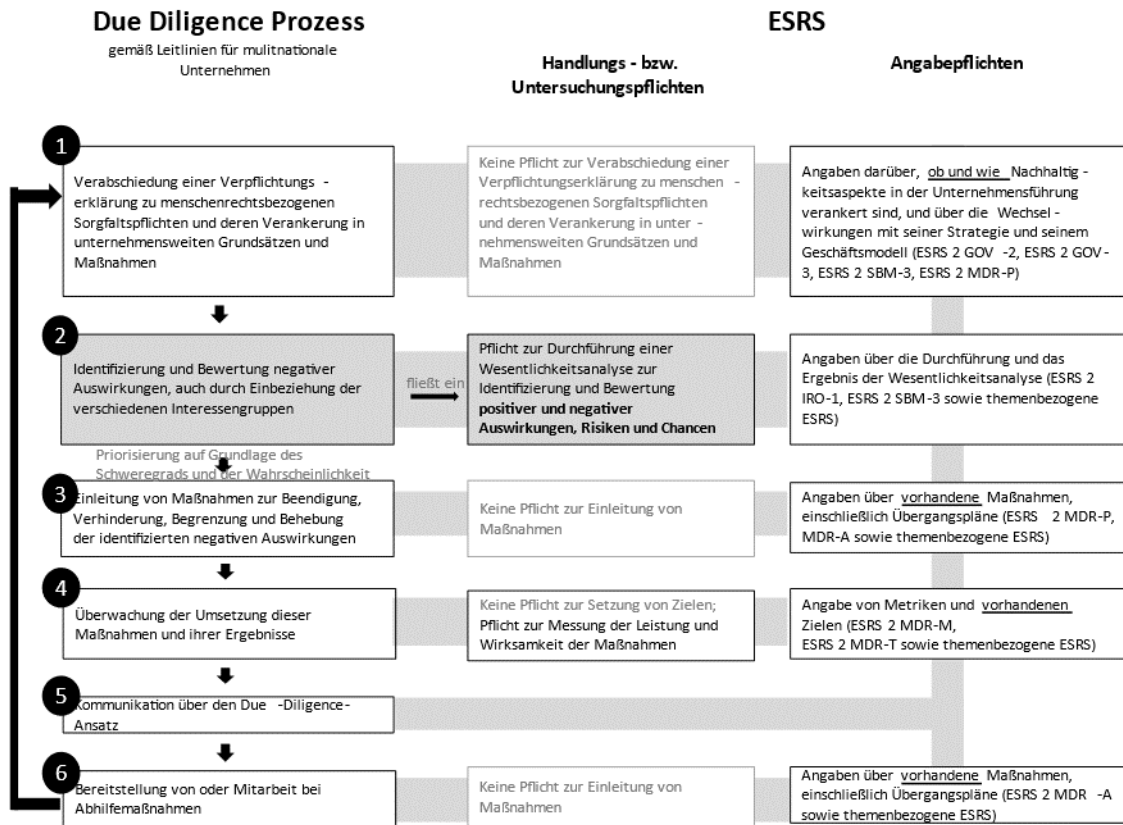 Due Diligence Prozess
gemäß Leitlinien für mulitnationale
Unternehmen
ESRS
Handlungs - bzw.
Untersuchungspflichten
Angabepflichten
1
Verabschiedung einer Verpflichtungs -
erklärung zu menschenrechtsbezogenen
Sorgfaltspflichten und deren Verankerung in
unternehmensweiten Grundsätzen und
Maßnahmen
Keine Pflicht zur Verabschiedung einer
Verpflichtungserklärung zu menschen -
rechtsbezogenen Sorgfaltspflichten
und deren Verankerung in unter -
nehmensweiten Grundsätzen und
Maßnahmen
Angaben darüber, ob und wie Nachhaltig -
keitsaspekte in der Unternehmensführung
verankert sind, und über die Wechsel -
wirkungen mit seiner Strategie und seinem
Geschäftsmodell (ESRS 2 GOV -2, ESRS 2 GOV -
3, ESRS 2 SBM-3, ESRS 2 MDR-P)
2
Identifizierung und Bewertung negativer
Auswirkungen, auch durch Einbeziehung der
verschiedenen Interessengruppen
fließt ein
Pflicht zur Durchführung einer
Wesentlichkeitsanalyse zur
Identifizierung und Bewertung
positiver und negativer
Auswirkungen, Risiken und Chancen
Angaben über die Durchführung und das
Ergebnis der Wesentlichkeitsanalyse (ESRS 2
IRO-1, ESRS 2 SBM-3 sowie themenbezogene
ESRS)
Priorisierung auf Grundlage des
Schweregrads und der Wahrscheinlichkeit
3
Einleitung von Maßnahmen zur Beendigung,
Verhinderung, Begrenzung und Behebung
der identifizierten negativen Auswirkungen
Keine Pflicht zur Einleitung von
Maßnahmen
Angaben über vorhandene Maßnahmen,
einschließlich Übergangspläne (ESRS 2 MDR-P,
MDR-A sowie themenbezogene ESRS)
4
Überwachung der Umsetzung dieser
Maßnahmen und ihrer Ergebnisse
Keine Pflicht zur Setzung von Zielen;
Pflicht zur Messung der Leistung und
Wirksamkeit der Maßnahmen
Angabe von Metriken und vorhandenen
Zielen (ESRS 2 MDR-M,
ESRS 2 MDR-T sowie themenbezogene ESRS)
5
Kommunikation über den Due -Diligence-
Ansatz
6
Bereitstellung von oder Mitarbeit bei
Abhilfemaßnahmen
Keine Pflicht zur Einleitung von
Maßnahmen
Angaben über vorhandene Maßnahmen,
einschließlich Übergangspläne (ESRS 2 MDR -A
sowie themenbezogene ESRS)